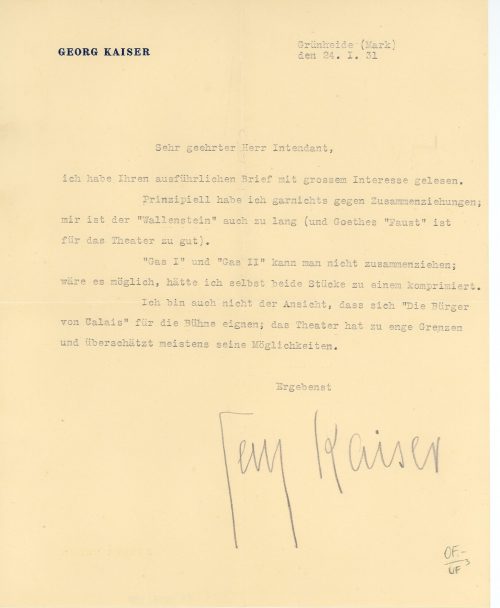 GEORG KAISER
Grünheide (Mark)
den 24. I. 31
Sehr geehrter Herr Intendant,
ich habe Ihren ausführlichen Brief mit grossem Interesse gelesen.
Prinzipiell habe ich garnichts gegen Zusammenziehungen;
mir ist der "Wallenstein" auch zu lang (und Goethes "Faust" ist
für das Theater zu gut).
"Gas I" und "Gas II" kann man nicht zusammenziehen;
wäre es möglich, hätte ich selbst beide Stücke zu einem komprimiert.
Ich bin auch nicht der Ansicht, dass sich "Die Bürger
von Calais" für die Bühne eignen; das Theater hat zu enge Grenzen
und überschätzt meistens seine Möglichkeiten.
Ergebenst
Georg Kaiser